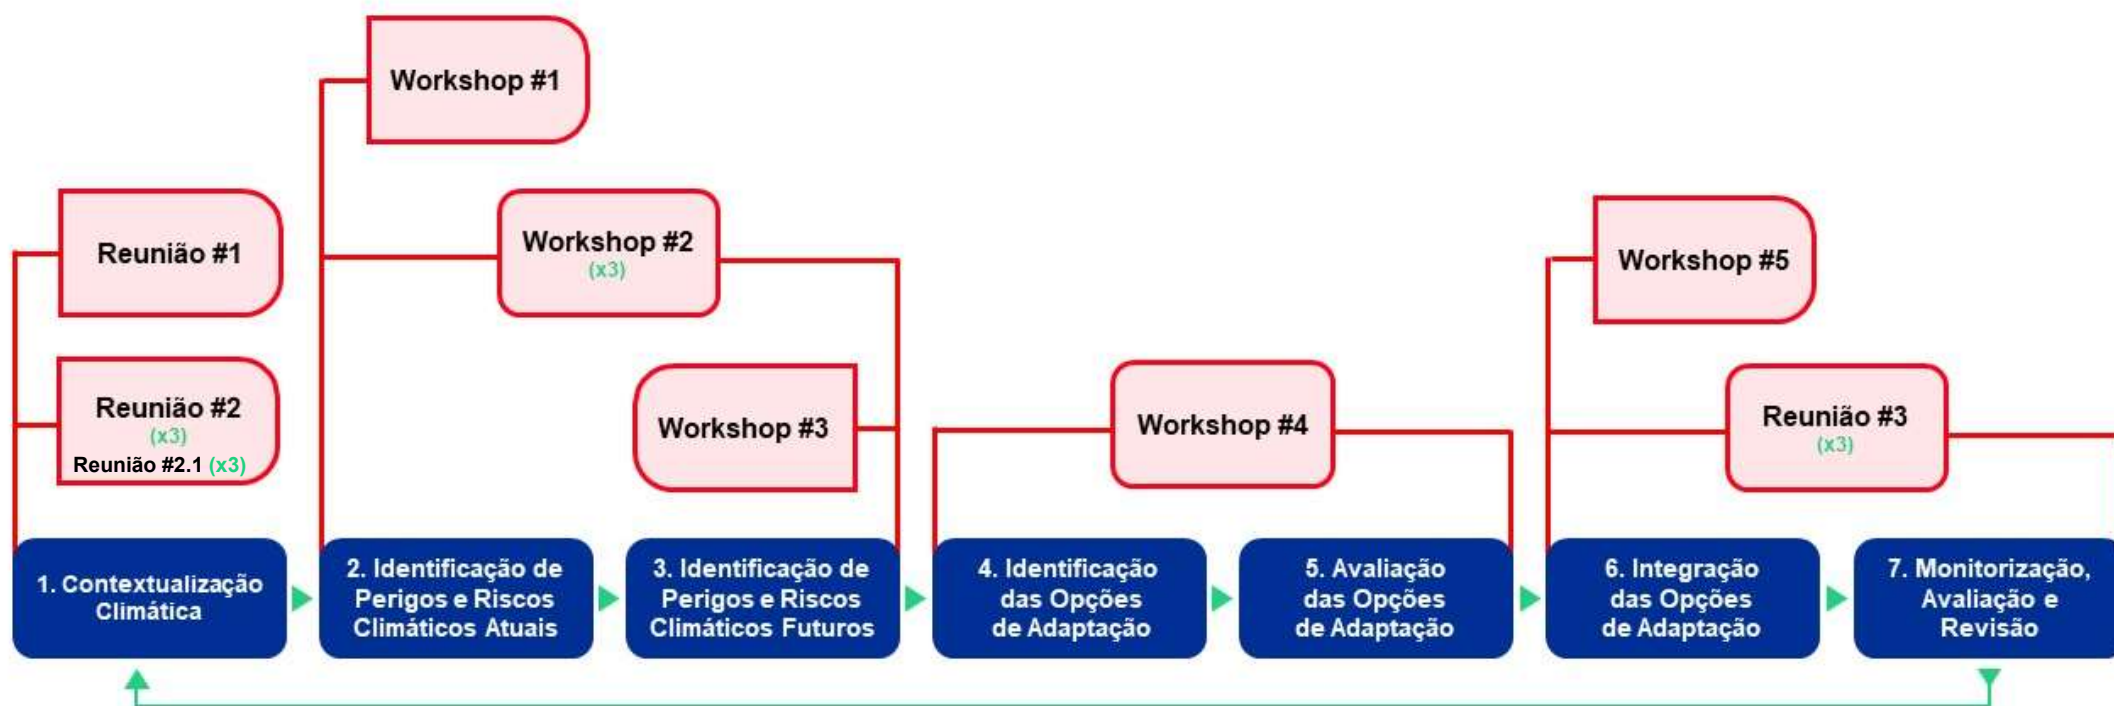 Workshop #1
Reunião #1
Workshop #2
(x3)
Workshop #5
Reunião #2
(x3)
Reunião #2.1 (x3)
Workshop #3
Workshop #4
Reunião #3
(x3)
1. Contextualização
Climática
2. Identificação de
Perigos e Riscos
Climáticos Atuais
3. Identificação de
Perigos e Riscos
Climáticos Futuros
4. Identificação
das Opções
de Adaptação
5. Avaliação
das Opções
de Adaptação
6. Integração
das Opções
de Adaptação
7. Monitorização,
Avaliação e
Revisão